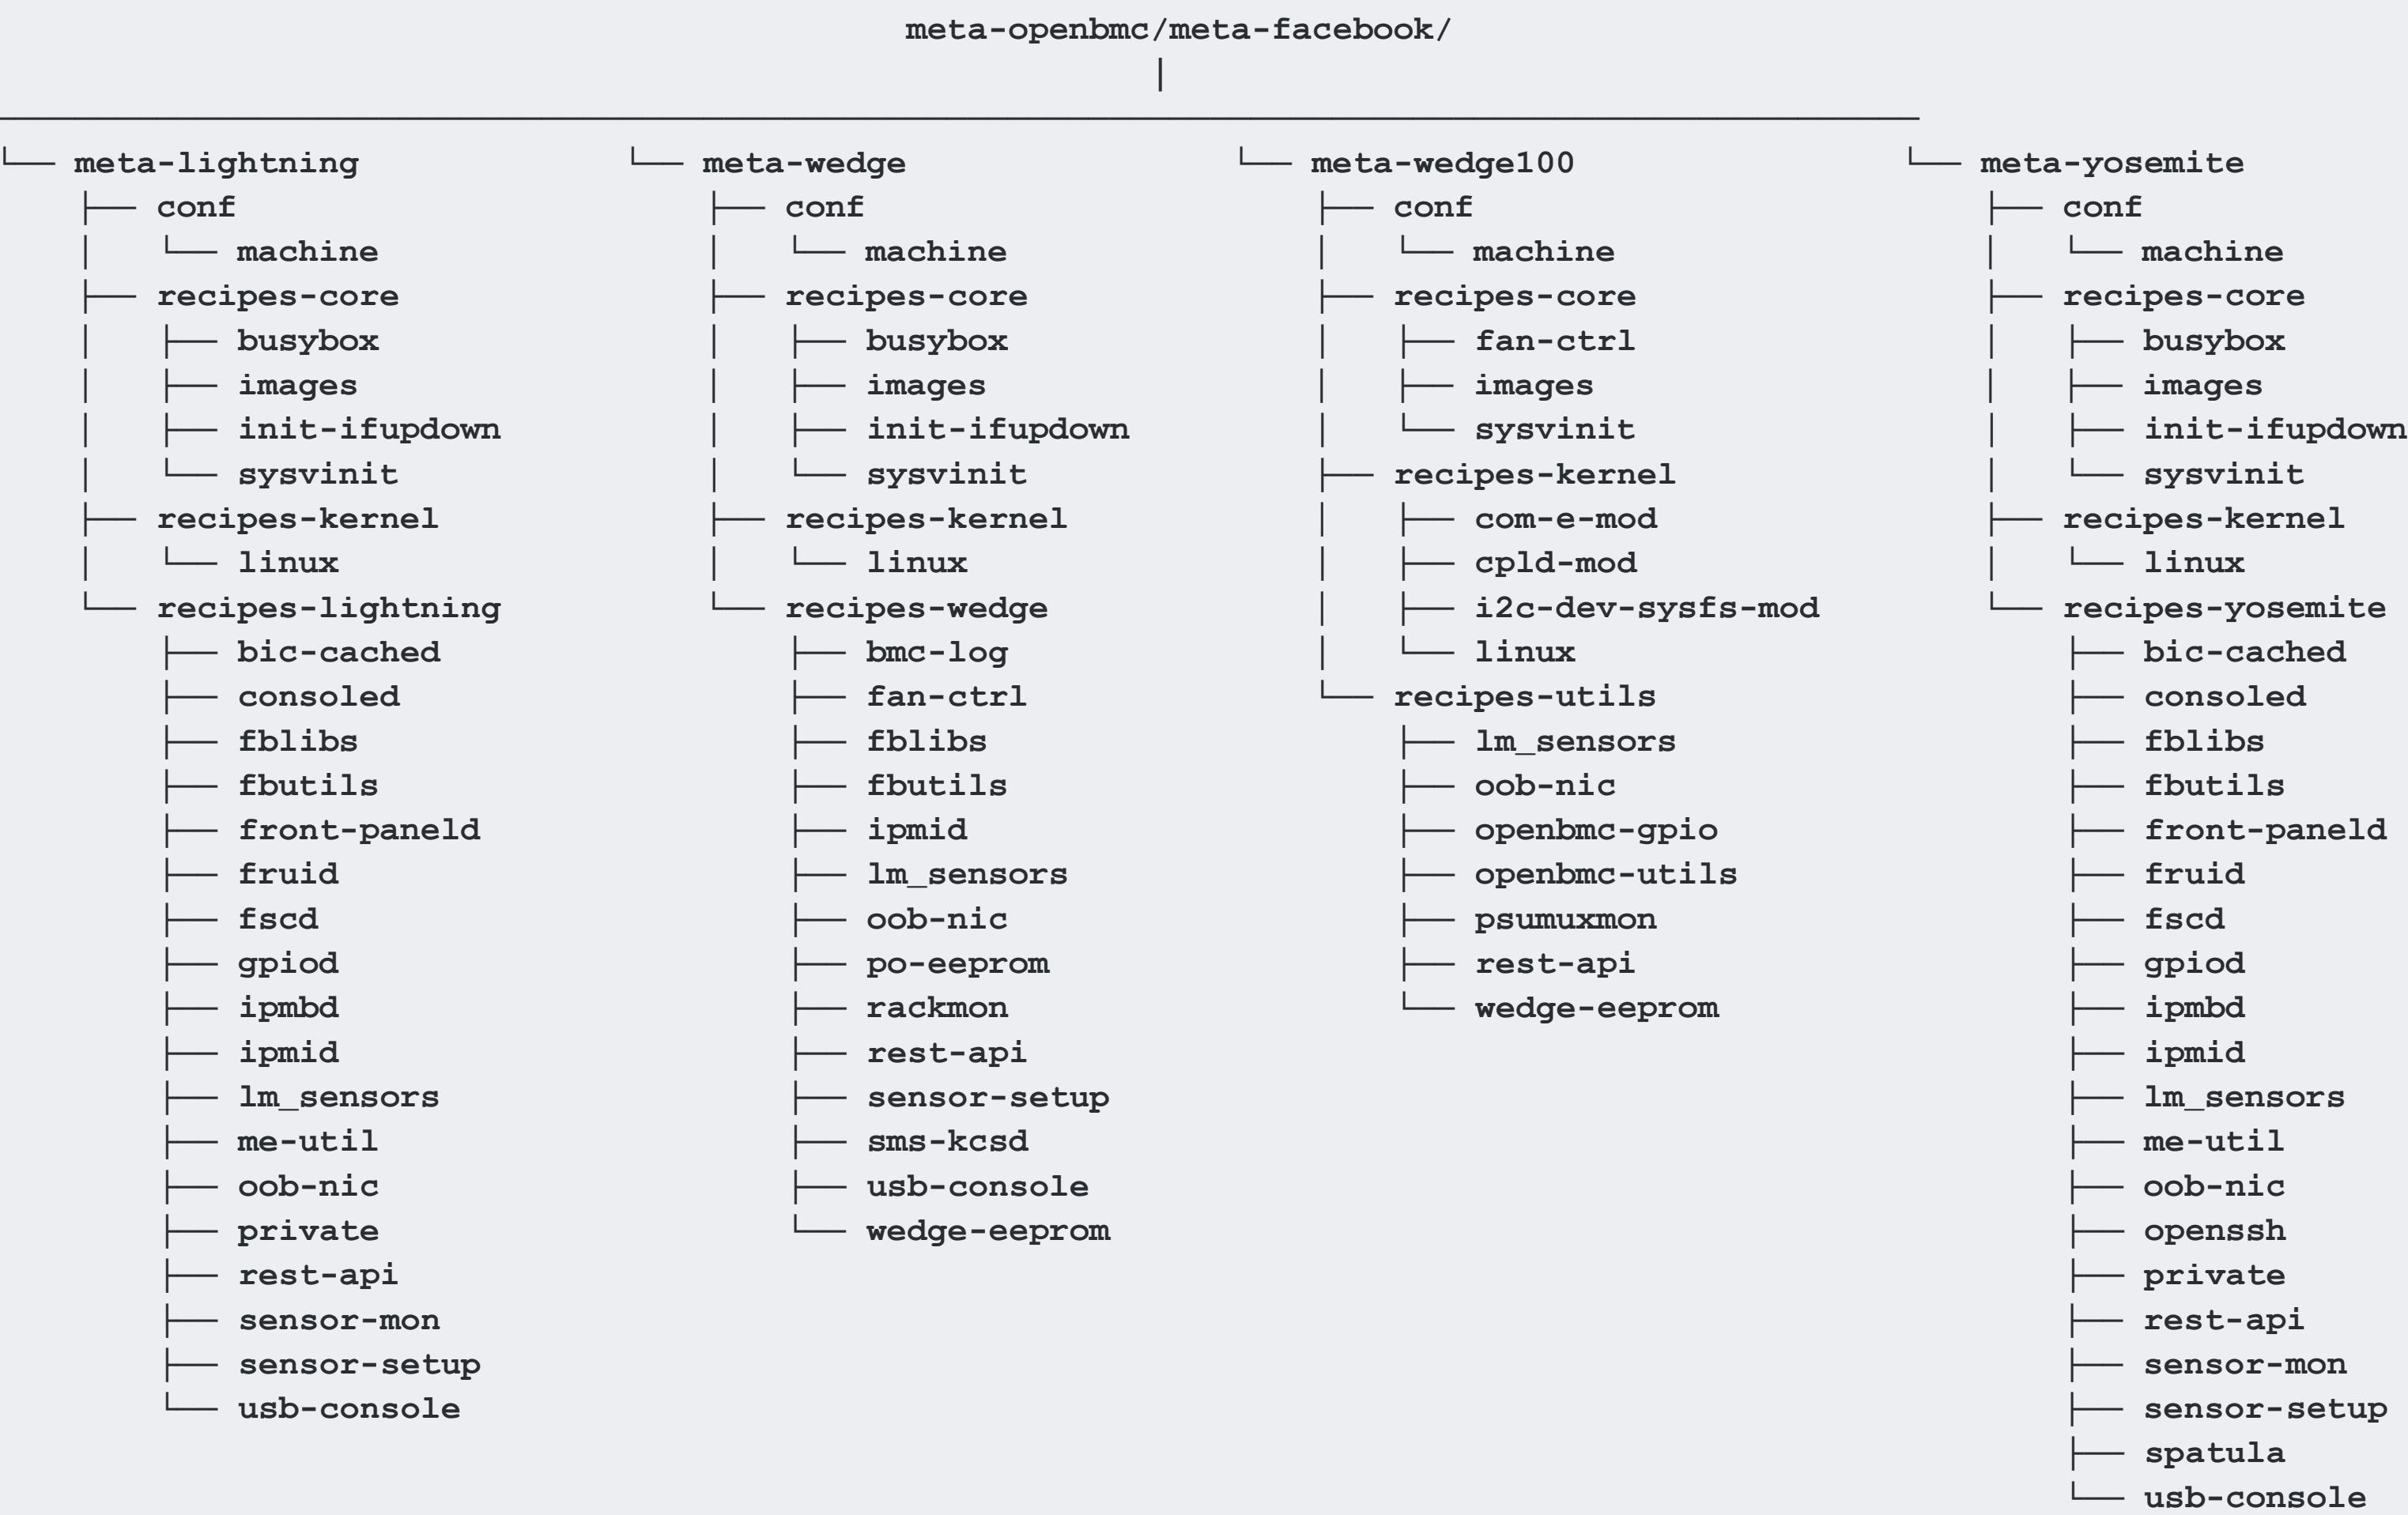 meta-openbmc/meta-facebook/
|
└── meta-lightning
├── conf
│   └── machine
├── recipes-core
│   ├── busybox
│   ├── images
│   ├── init-ifupdown
│   └── sysvinit
├── recipes-kernel
│   └── linux
└── recipes-lightning
├── bic-cached
├── consoled
├── fblibs
├── fbutils
├── front-paneld
├── fruid
├── fscd
├── gpiod
├── ipmbd
├── ipmid
├── lm_sensors
├── me-util
├── oob-nic
├── private
├── rest-api
├── sensor-mon
├── sensor-setup
└── usb-console
└── meta-wedge
├── conf
│   └── machine
├── recipes-core
│   ├── busybox
│   ├── images
│   ├── init-ifupdown
│   └── sysvinit
├── recipes-kernel
│   └── linux
└── recipes-wedge
├── bmc-log
├── fan-ctrl
├── fblibs
├── fbutils
├── ipmid
├── lm_sensors
├── oob-nic
├── po-eeprom
├── rackmon
├── rest-api
├── sensor-setup
├── sms-kcsd
├── usb-console
└── wedge-eeprom
└── meta-wedge100
├── conf
│   └── machine
├── recipes-core
│   ├── fan-ctrl
│   ├── images
│   └── sysvinit
├── recipes-kernel
│   ├── com-e-mod
│   ├── cpld-mod
│   ├── i2c-dev-sysfs-mod
│   └── linux
└── recipes-utils
├── lm_sensors
├── oob-nic
├── openbmc-gpio
├── openbmc-utils
├── psumuxmon
├── rest-api
└── wedge-eeprom
└── meta-yosemite
├── conf
│   └── machine
├── recipes-core
│   ├── busybox
│   ├── images
│   ├── init-ifupdown
│   └── sysvinit
├── recipes-kernel
│   └── linux
└── recipes-yosemite
├── bic-cached
├── consoled
├── fblibs
├── fbutils
├── front-paneld
├── fruid
├── fscd
├── gpiod
├── ipmbd
├── ipmid
├── lm_sensors
├── me-util
├── oob-nic
├── openssh
├── private
├── rest-api
├── sensor-mon
├── sensor-setup
├── spatula
└── usb-console